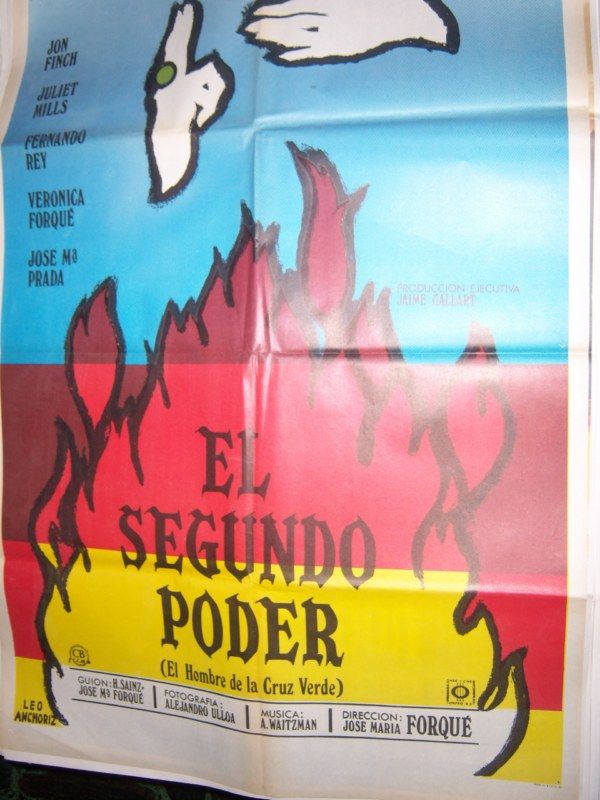 JON
FINCH
JULIET
MILLS
FERNANDO
REY
VERONICA
FORQUÉ
JOSE Mª
PRADA
PRODUCCION EJECUTIVA
JAIME GALLART
EL
SEGUNDO
PODER
(El Hombre de la Cruz Verde)
CB
FILMS
GUION: H. SAINZ-
JOSE Mª FORQUÉ
FOTOGRAFIA:
ALEJANDRO ULLOA
MUSICA:
A. WAITZMAN
DIRECCION:
JOSE MARIA FORQUÉ
LEO
ANCHORIZ